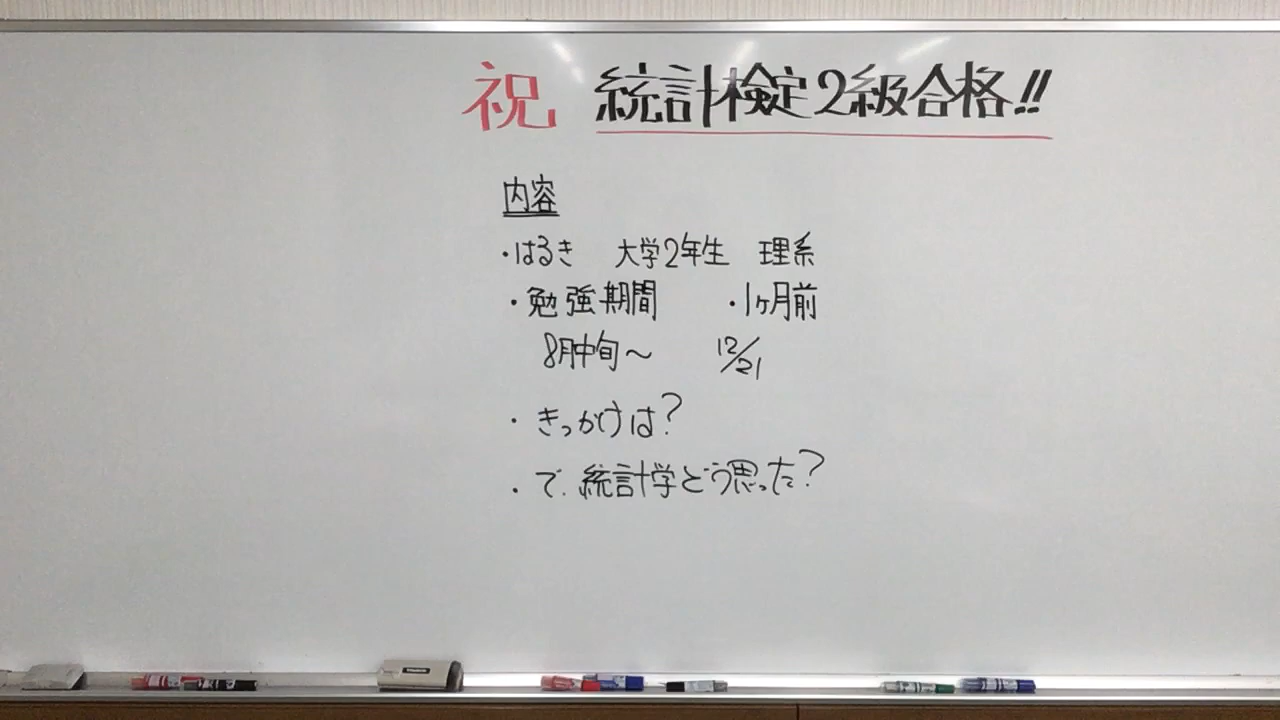 祝 統計検定2級合格!!
内容
・はるき 大学2年生 理系
・勉強期間 ・1ヶ月前
8月中旬～ 12/21
・きっかけは?
・で、統計学どう思った?